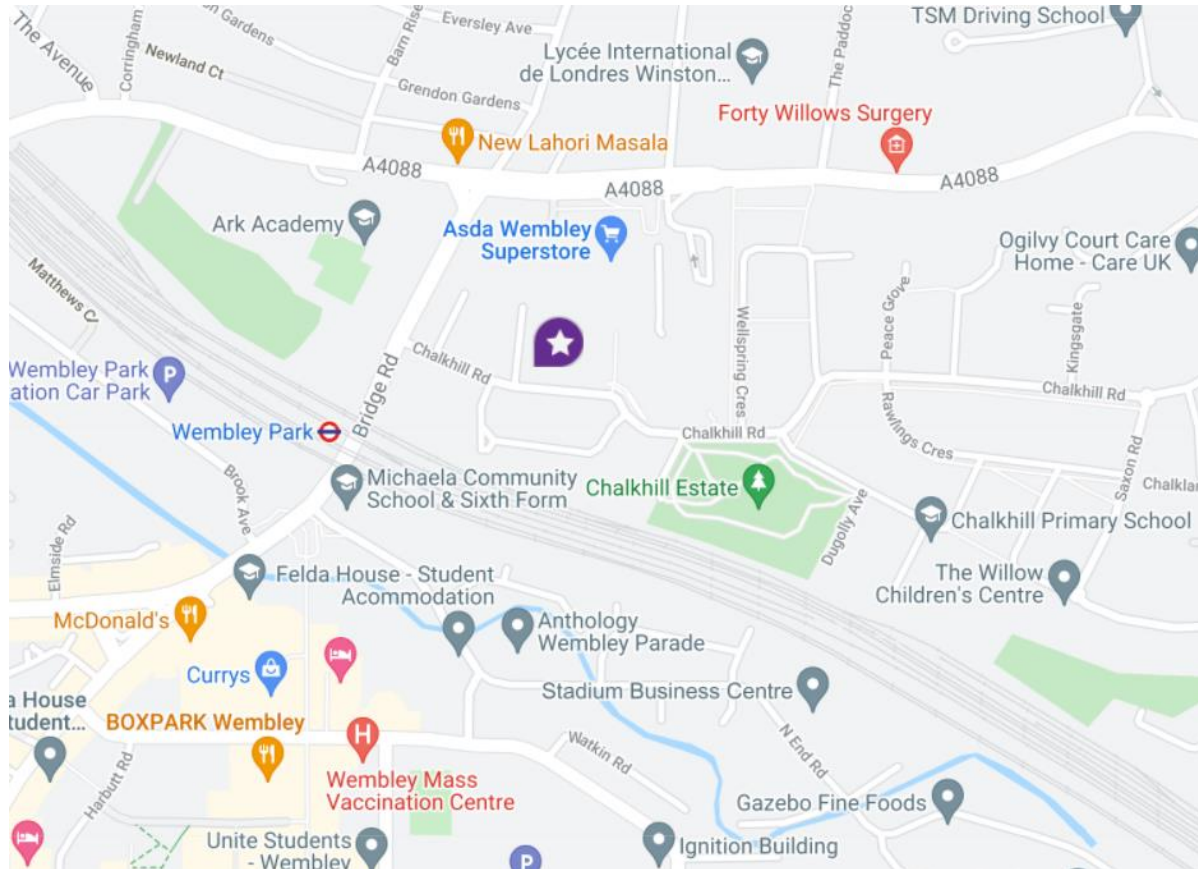 TSM Driving School
n Gardens
Eversley Ave
Barn Rise
The Avenue
Corringham
Newland Ct
Lycée International
de Londres Winston...
The Paddoc
Grendon Gardens
Forty Willows Surgery
New Lahori Masala
A4088
A4088
A4088
Ark Academy
Asda Wembley
Superstore
Ogilvy Court Care
Home - Care UK
Matthews C
Wellspring Cres
Peace Grove
Kingsgate
Wembley Park
ation Car Park
P
Bridge Rd
Chalkhill Rd
Chalkhill Rd
Rawlings Cres
Wembley Park
Chalkhill Rd
Saxon Rd
Brook Ave
Michaela Community
School & Sixth Form
Chalkhill Estate
Chalkla
Elmside Rd
Dugolly Ave
Chalkhill Primary School
Felda House - Student
Acommodation
The Willow
Children's Centre
McDonald's
Anthology
Wembley Parade
Currys
Stadium Business Centre
a House
tudent...
BOXPARK Wembley
H
N End Rd
Watkin Rd
Harbutt Rd
Wembley Mass
Vaccination Centre
Gazebo Fine Foods
Unite Students
- Wembley
Ignition Building
P